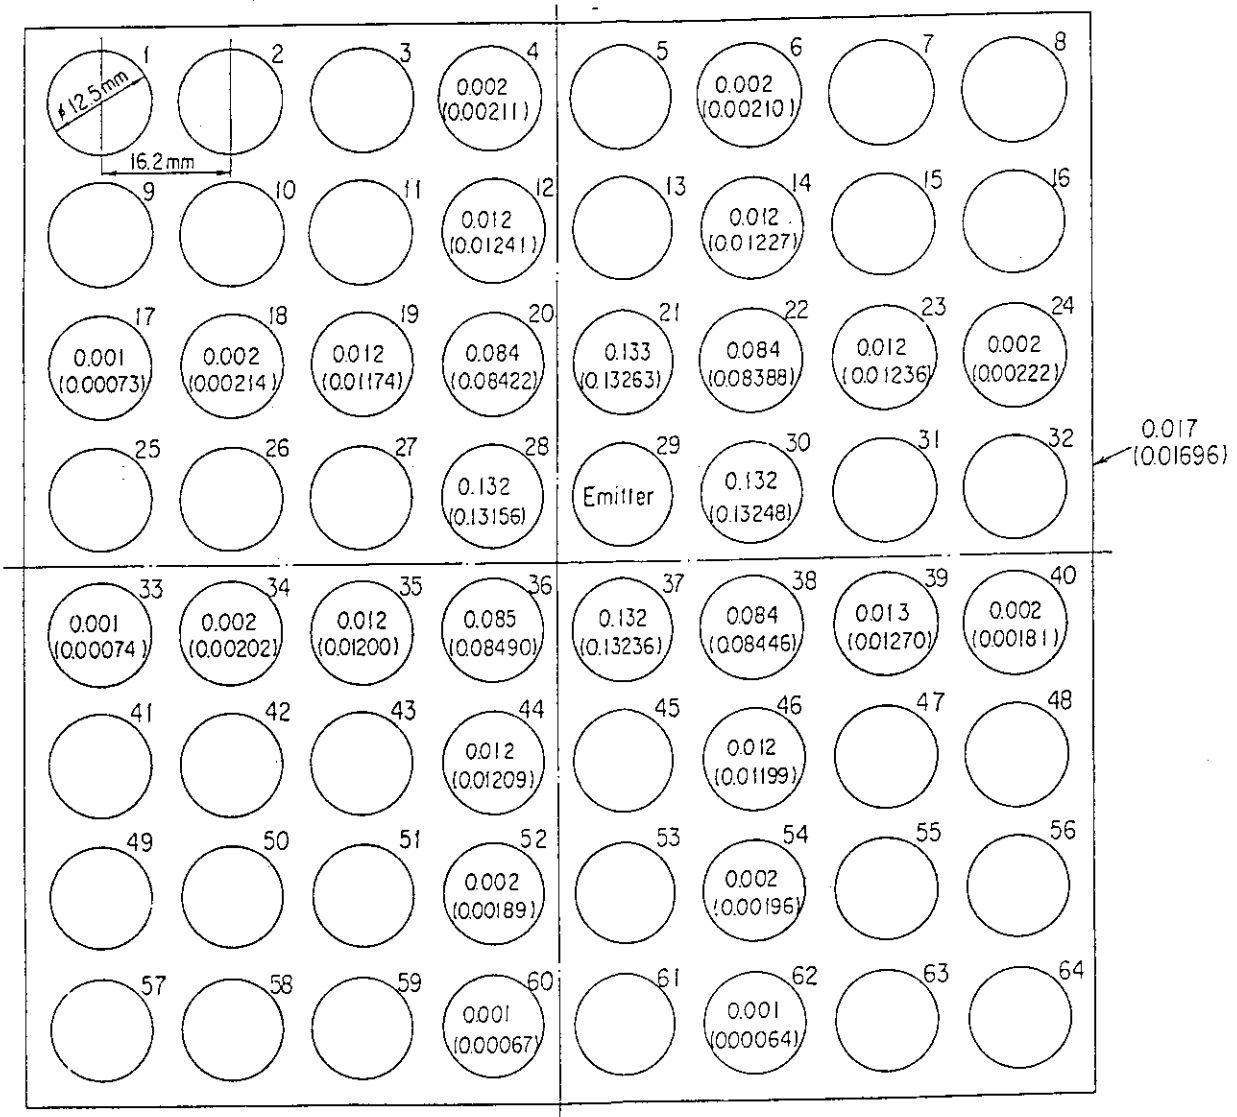 1 2 3 4 5 6 7 8
ϕ12.5mm
0.002 0.002
(0.00211) (0.00210)
16.2mm
9 10 11 12 13 14 15 16
0.012 0.012
(0.01241) (0.01227)
17 18 19 20 21 22 23 24
0.001 0.002 0.012 0.084 0.133 0.084 0.012 0.002
(0.00073) (0.00214) (0.01174) (0.08422) (0.13263) (0.08388) (0.01236) (0.00222)
25 26 27 28 29 30 31 32
0.017
(0.01696)
0.132 Emitter 0.132
(0.13156) (0.13248)
33 34 35 36 37 38 39 40
0.001 0.002 0.012 0.085 0.132 0.084 0.013 0.002
(0.00074) (0.00202) (0.01200) (0.08490) (0.13236) (0.08446) (001270) (0.00181)
41 42 43 44 45 46 47 48
0.012 0.012
(0.01209) (0.01199)
49 50 51 52 53 54 55 56
0.002 0.002
(0.00189) (0.00196)
57 58 59 60 61 62 63 64
0.001 0.001
(0.00067) (000064)